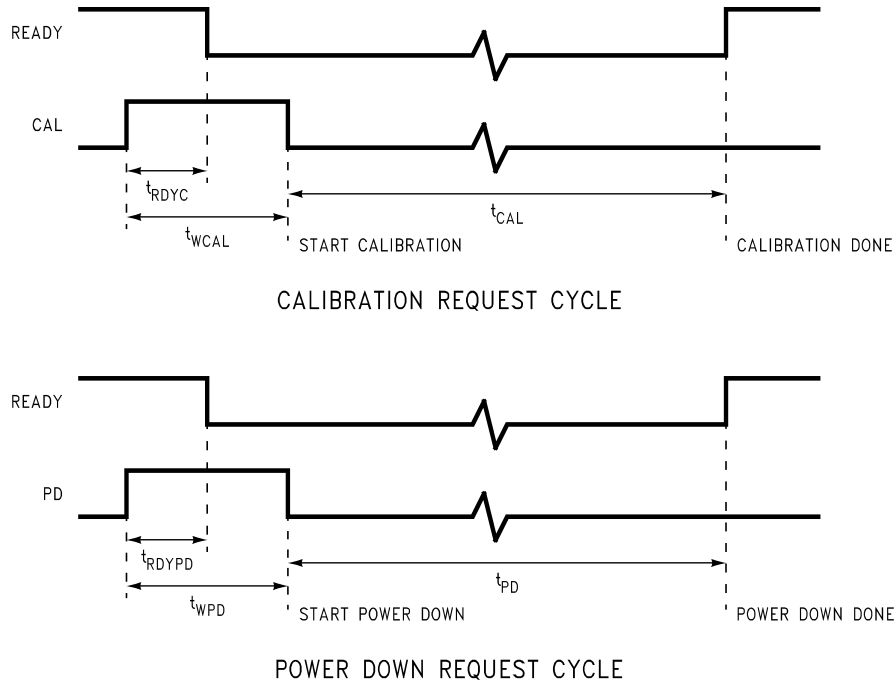 READY
CAL
tRDYC
tWCAL
tCAL
START CALIBRATION
CALIBRATION DONE
CALIBRATION REQUEST CYCLE
READY
PD
tRDYPD
tWPD
tPD
START POWER DOWN
POWER DOWN DONE
POWER DOWN REQUEST CYCLE